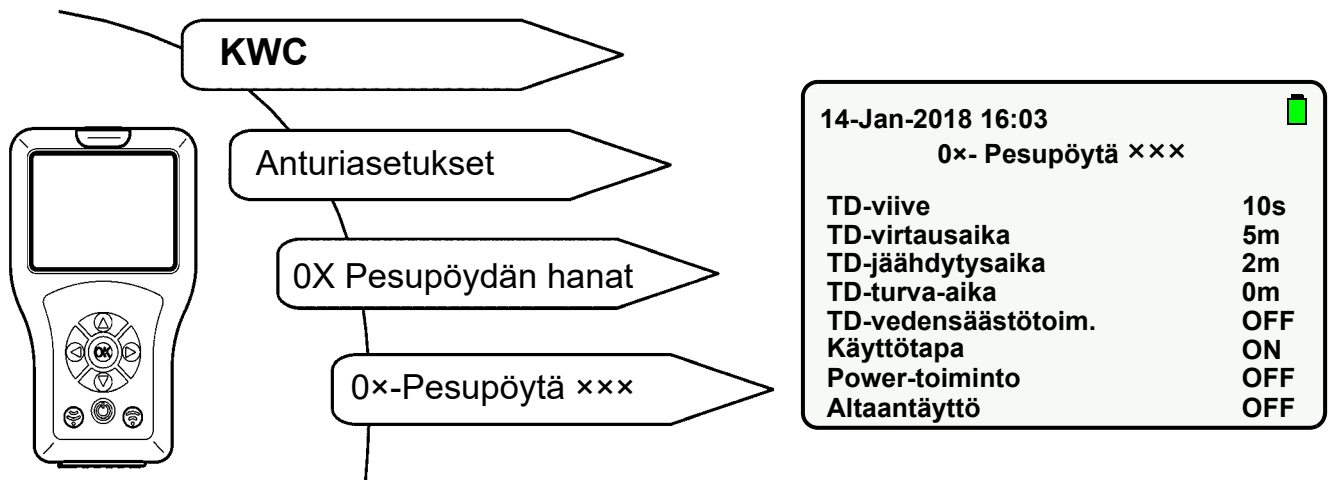 KWC
Anturiasetukset
0X Pesupöydän hanat
0×-Pesupöytä ×××
OK
14-Jan-2018 16:03
0×- Pesupöytä ×××
TD-viive 10s
TD-virtausaika 5m
TD-jäähdytysaika 2m
TD-turva-aika 0m
TD-vedensäästötoim. OFF
Käyttötapa ON
Power-toiminto OFF
Altaantäyttö OFF